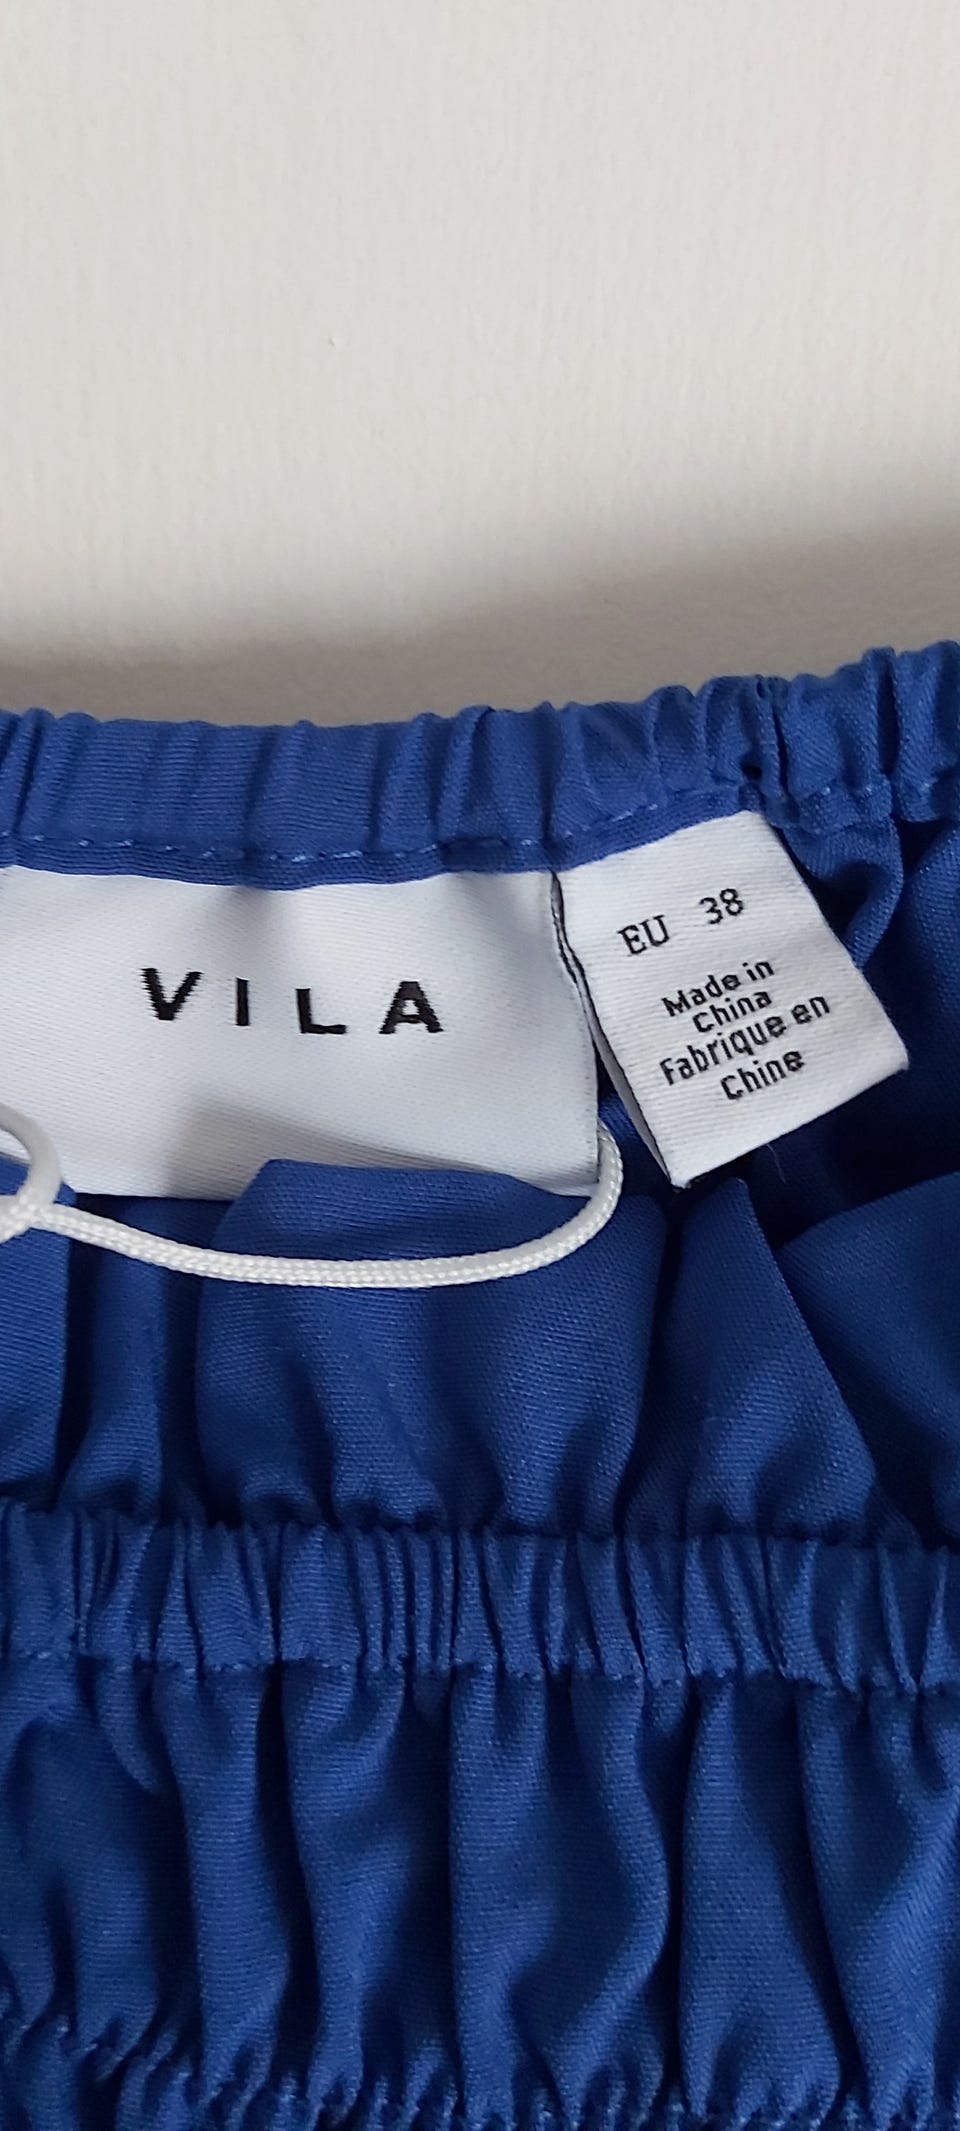 VILA
EU 38
Made in
China
Fabrique en
Chine